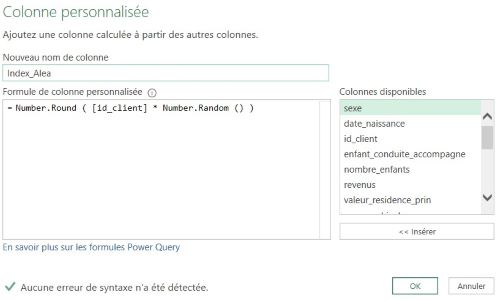 Colonne personnalisée
Ajoutez une colonne calculée à partir des autres colonnes.
Nouveau nom de colonne
Index_Alea
Formule de colonne personnalisée
Colonnes disponibles
= Number.Round ( [id_client] * Number.Random () )
sexe
date_naissance
id_client
enfant_conduite_accompagne
nombre_enfants
revenus
valeur_residence_prin
<< Insérer
En savoir plus sur les formules Power Query
Aucune erreur de syntaxe n'a été détectée.
OK
Annuler